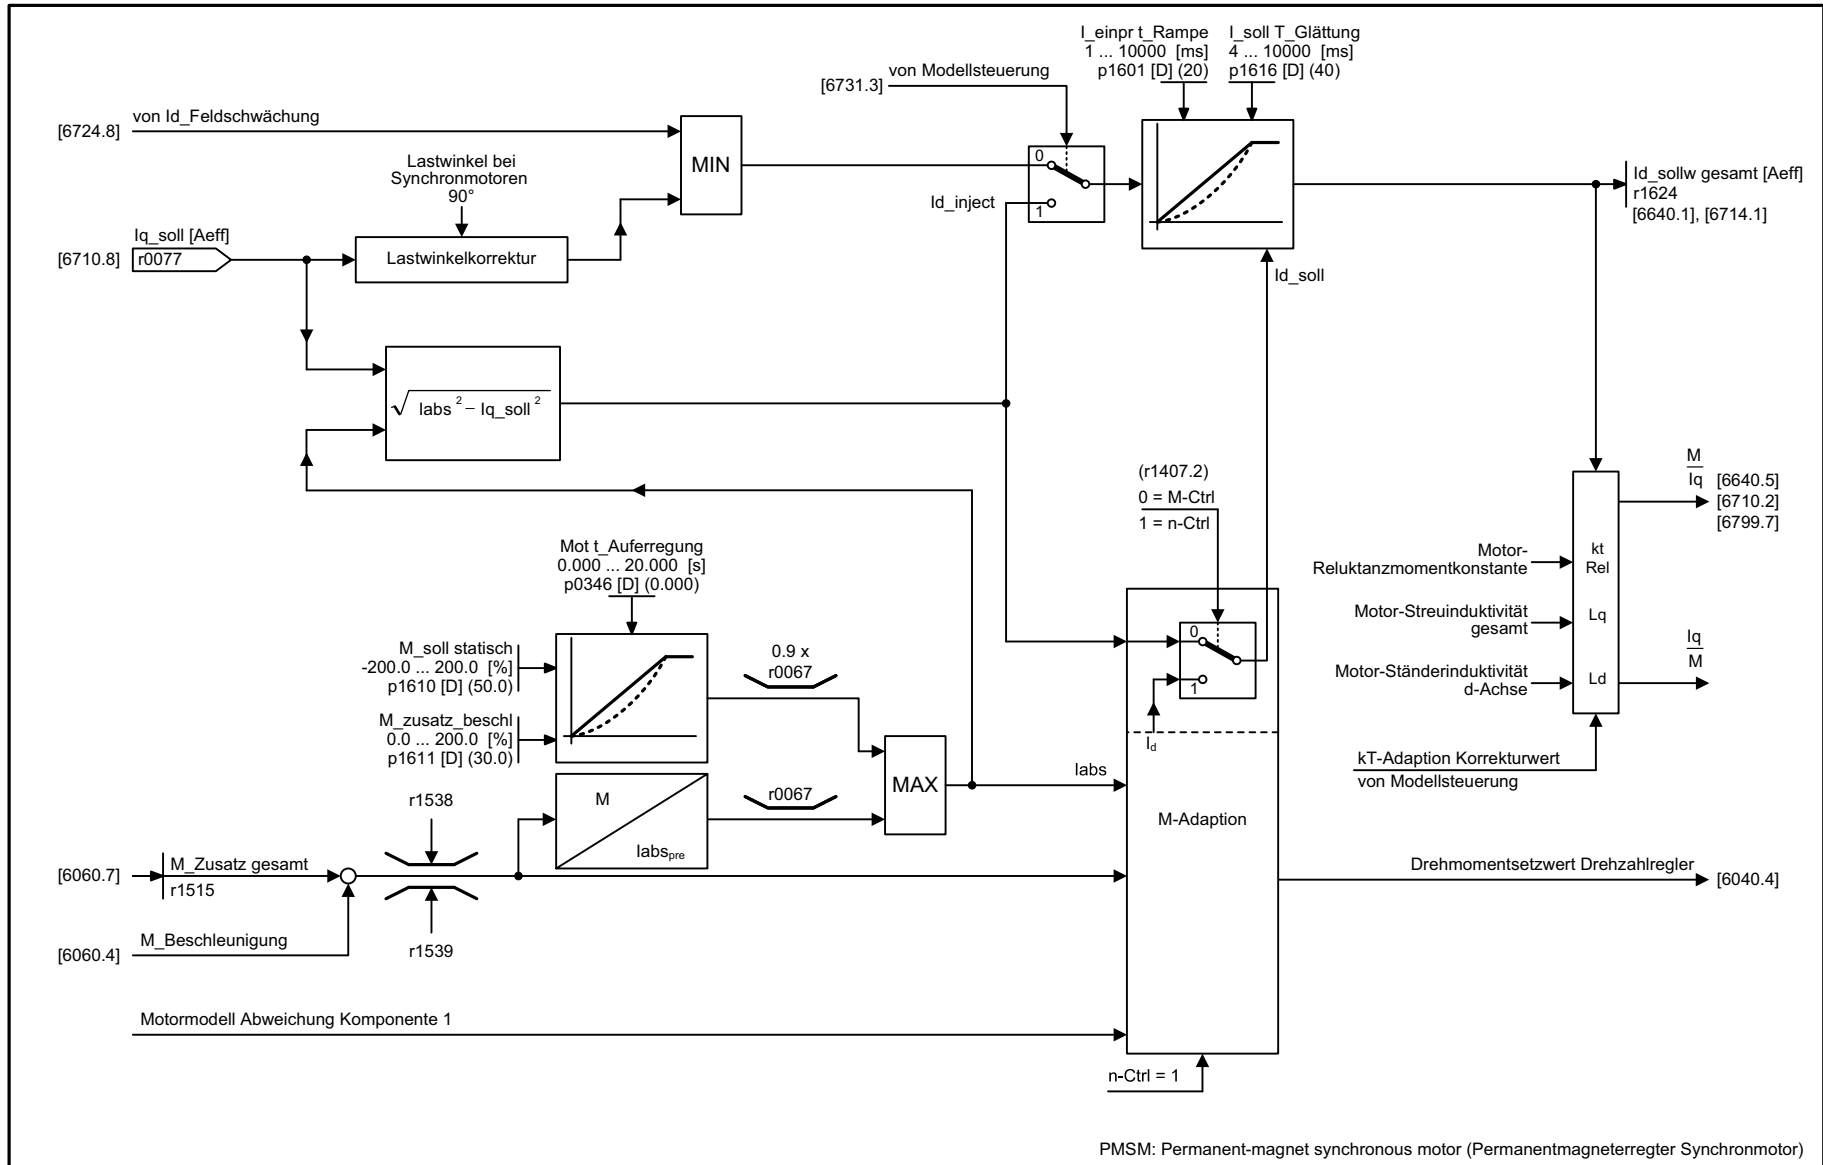 I_einpr t_Rampe
1 ... 10000 [ms]
p1601 [D] (20)
I_soll T_Glättung
4 ... 10000 [ms]
p1616 [D] (40)
von Modellsteuerung
[6731.3]
[6724.8]
von Id_Feldschwächung
Lastwinkel bei
Synchronmotoren
90°
MIN
0
1
Id_inject
Id_sollw gesamt [Aeff]
r1624
[6640.1], [6714.1]
Iq_soll [Aeff]
[6710.8]
r0077
Lastwinkelkorrektur
Id_soll
√ Iabs 2 – Iq_soll 2
(r1407.2)
0 = M-Ctrl
1 = n-Ctrl
M
Iq
[6640.5]
[6710.2]
[6799.7]
Mot t_Auferregung
0.000 ... 20.000 [s]
p0346 [D] (0.000)
Motor-
Reluktanzmomentkonstante
kt
Rel
Motor-Streuinduktivität
gesamt
Lq
M_soll statisch
-200.0 ... 200.0 [%]
p1610 [D] (50.0)
0.9 x
r0067
0
1
Iq
M
Motor-Ständerinduktivität
d-Achse
Ld
M_zusatz_beschl
0.0 ... 200.0 [%]
p1611 [D] (30.0)
Id
kT-Adaption Korrekturwert
von Modellsteuerung
Iabs
MAX
r0067
M
Iabspre
r1538
M-Adaption
[6060.7]
M_Zusatz gesamt
r1515
Drehmomentsetzwert Drehzahlregler
[6040.4]
[6060.4]
M_Beschleunigung
r1539
Motormodell Abweichung Komponente 1
n-Ctrl = 1
PMSM: Permanent-magnet synchronous motor (Permanentmagneterregter Synchronmotor)